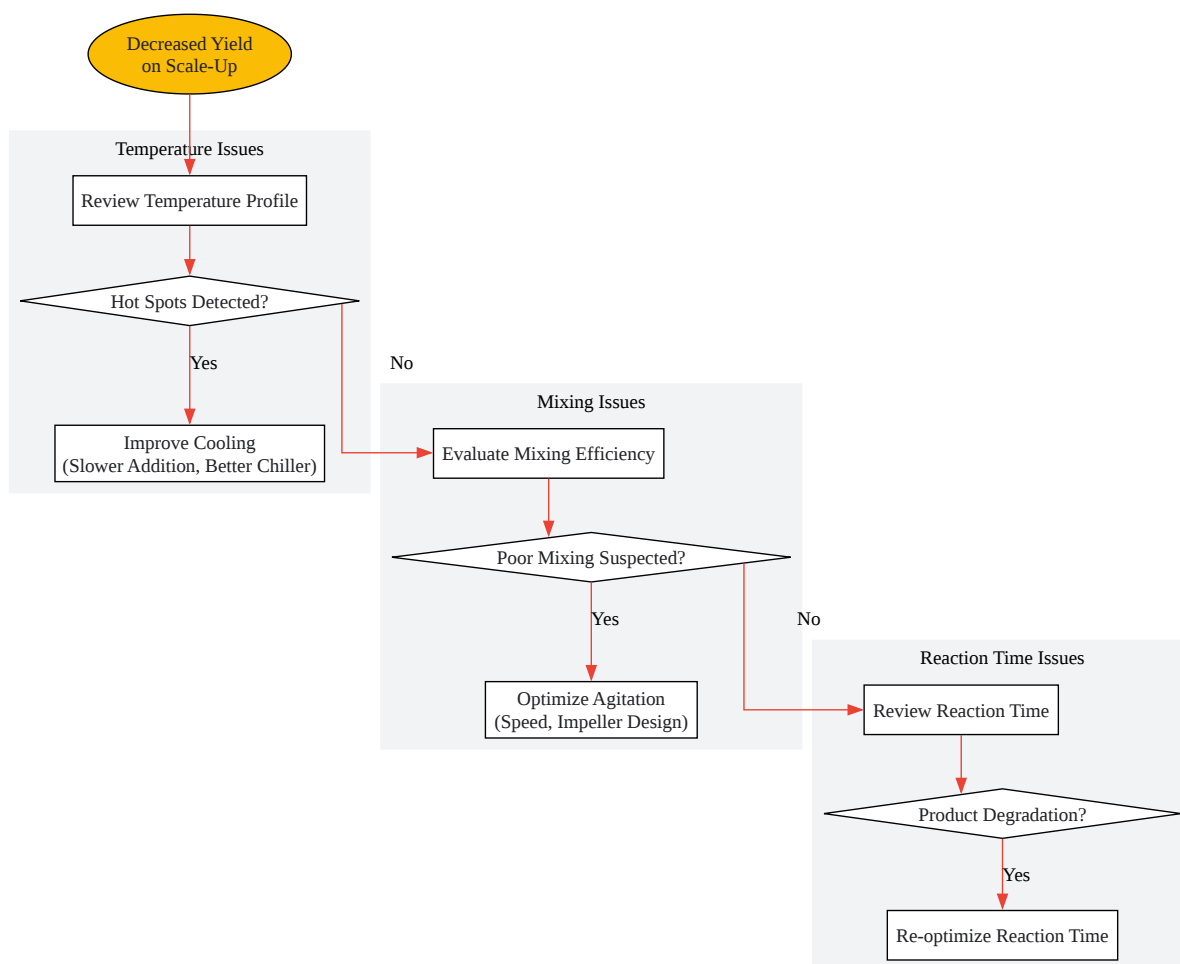 Decreased Yield
on Scale-Up
Temperature Issues
Review Temperature Profile
Hot Spots Detected?
Yes
No
Improve Cooling
(Slower Addition, Better Chiller)
Mixing Issues
Evaluate Mixing Efficiency
Poor Mixing Suspected?
Yes
No
Optimize Agitation
(Speed, Impeller Design)
Reaction Time Issues
Review Reaction Time
Product Degradation?
Yes
Re-optimize Reaction Time